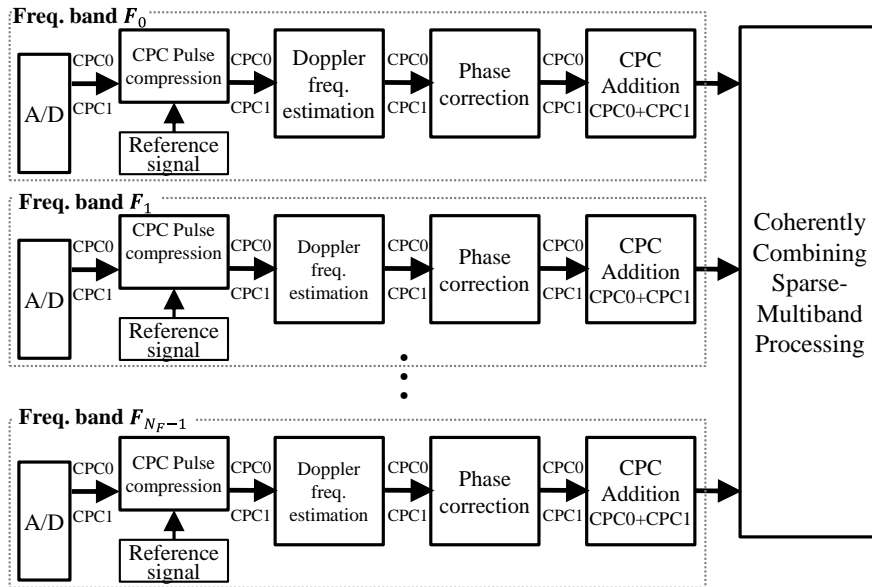 Freq. band F₀
A/D
CPC0
CPC1
CPC Pulse
compression
Reference
signal
CPC0
CPC1
Doppler
freq.
estimation
CPC0
CPC1
Phase
correction
CPC0
CPC1
CPC
Addition
CPC0+CPC1
Freq. band F₁
A/D
CPC0
CPC1
CPC Pulse
compression
Reference
signal
CPC0
CPC1
Doppler
freq.
estimation
CPC0
CPC1
Phase
correction
CPC0
CPC1
CPC
Addition
CPC0+CPC1
Freq. band F_{N_F−1}
A/D
CPC0
CPC1
CPC Pulse
compression
Reference
signal
CPC0
CPC1
Doppler
freq.
estimation
CPC0
CPC1
Phase
correction
CPC0
CPC1
CPC
Addition
CPC0+CPC1
Coherently
Combining
Sparse-
Multiband
Processing